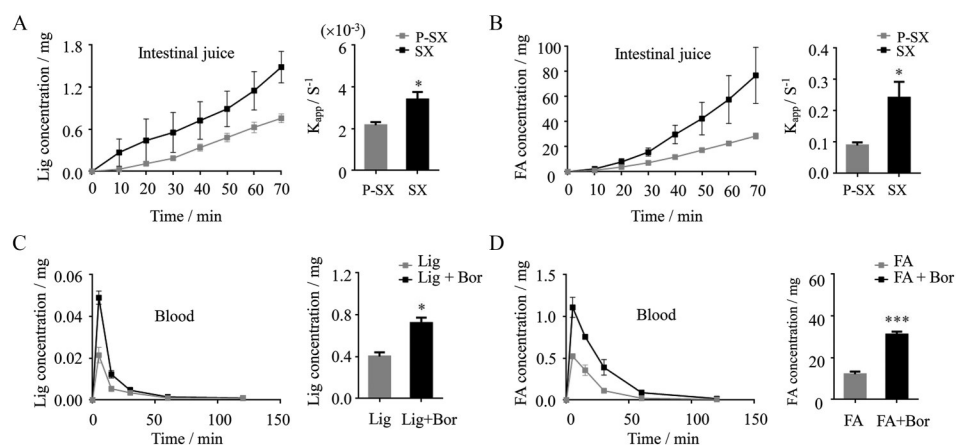 A
Lig concentration / mg
1.8
1.2
0.6
0.0
Intestinal juice
0 10 20 30 40 50 60 70
Time / min
(×10⁻³)
P-SX
SX
Kapp / S⁻¹
6
4
2
0
*
P-SX SX
B
FA concentration / mg
100
80
60
40
20
0
Intestinal juice
0 10 20 30 40 50 60 70
Time / min
P-SX
SX
Kapp / S⁻¹
0.4
0.3
0.2
0.1
0.0
*
P-SX SX
C
Lig concentration / mg
0.06
0.04
0.02
0.00
Blood
0 50 100 150
Time / min
Lig
Lig + Bor
Lig concentration / mg
1.2
0.8
0.4
0.0
*
Lig Lig+Bor
D
FA concentration / mg
1.5
1.0
0.5
0.0
Blood
0 50 100 150
Time / min
FA
FA + Bor
FA concentration / mg
60
40
20
0
***
FA FA+Bor